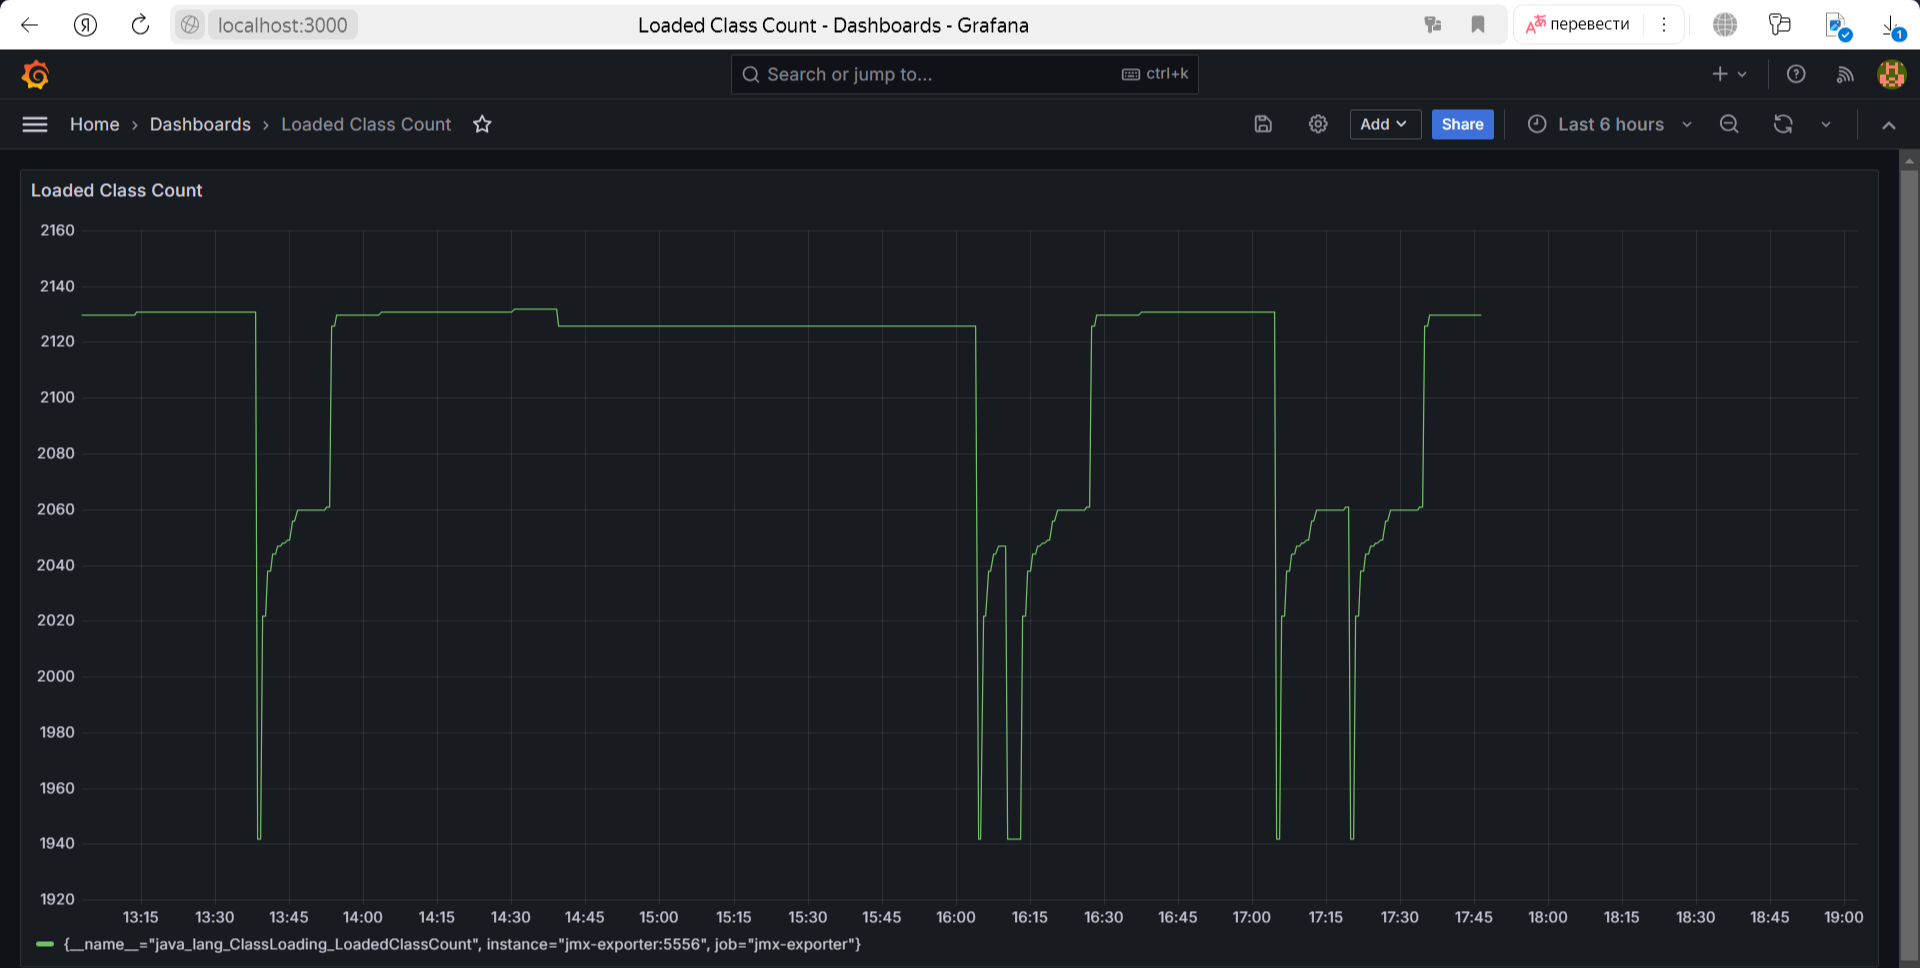 localhost:3000 Loaded Class Count - Dashboards - Grafana перевести 1
Search or jump to... ctrl+k
Home › Dashboards › Loaded Class Count Add Share Last 6 hours
Loaded Class Count
2160
2140
2120
2100
2080
2060
2040
2020
2000
1980
1960
1940
1920
13:15 13:30 13:45 14:00 14:15 14:30 14:45 15:00 15:15 15:30 15:45 16:00 16:15 16:30 16:45 17:00 17:15 17:30 17:45 18:00 18:15 18:30 18:45 19:00
{__name__="java_lang_ClassLoading_LoadedClassCount", instance="jmx-exporter:5556", job="jmx-exporter"}